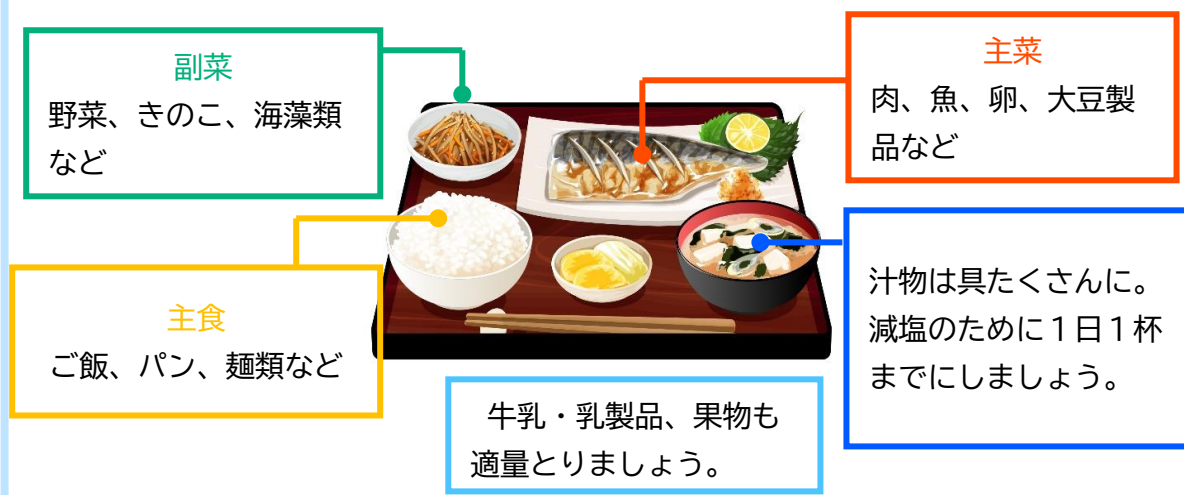 副菜
野菜、きのこ、海藻類
など
主菜
肉、魚、卵、大豆製
品など
主食
ご飯、パン、麺類など
汁物は具たくさんに。
減塩のために１日１杯
までにしましょう。
牛乳・乳製品、果物も
適量とりましょう。